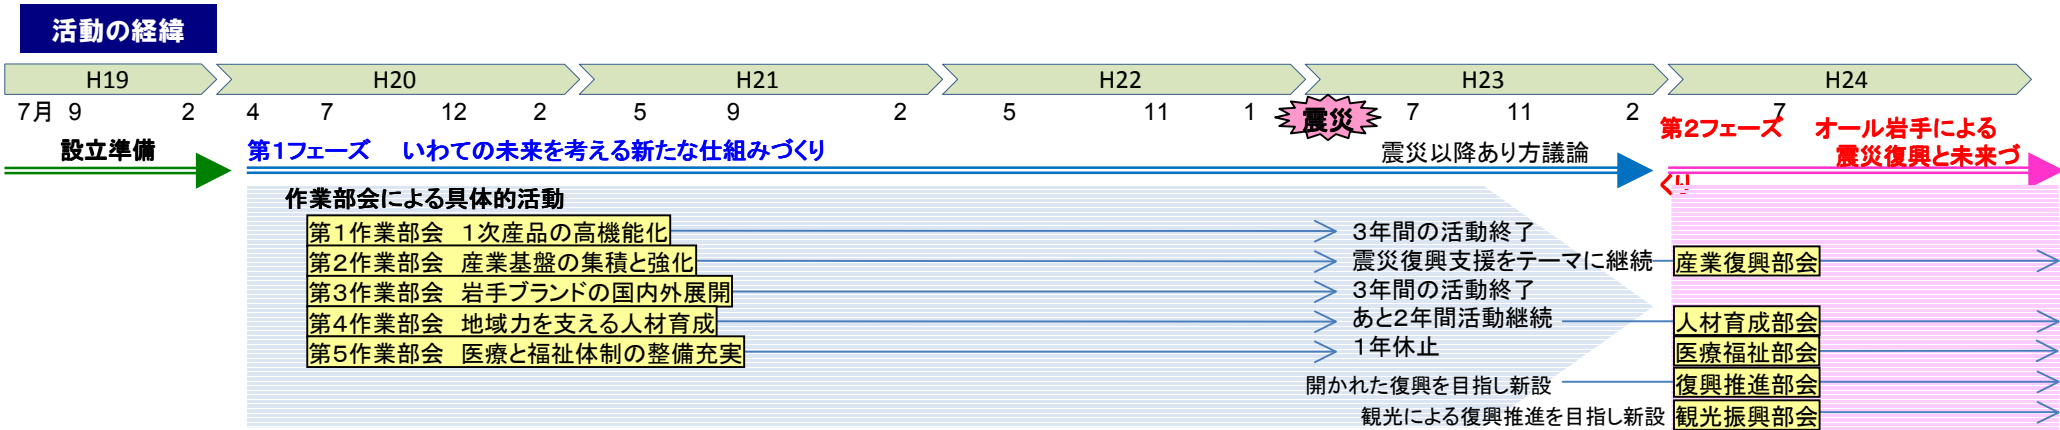 活動の経緯
H19 H20 H21 H22 H23 H24
7月 9 2 4 7 12 2 5 9 2 5 11 1 震災 7 11 2 7
設立準備
第1フェーズ いわての未来を考える新たな仕組みづくり
震災以降あり方議論
第2フェーズ オール岩手による
震災復興と未来づ
くり
作業部会による具体的活動
第1作業部会 1次産品の高機能化 3年間の活動終了
第2作業部会 産業基盤の集積と強化 震災復興支援をテーマに継続 産業復興部会
第3作業部会 岩手ブランドの国内外展開 3年間の活動終了
第4作業部会 地域力を支える人材育成 あと2年間活動継続 人材育成部会
第5作業部会 医療と福祉体制の整備充実 1年休止 医療福祉部会
開かれた復興を目指し新設 復興推進部会
観光による復興推進を目指し新設 観光振興部会